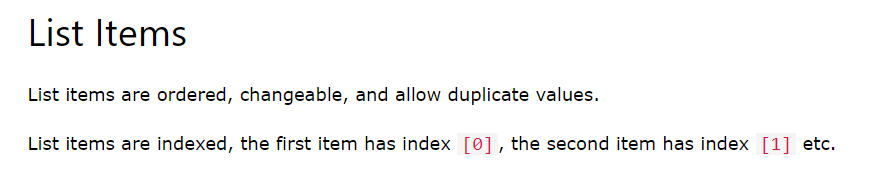 List Items
List items are ordered, changeable, and allow duplicate values.
List items are indexed, the first item has index [0], the second item has index [1] etc.